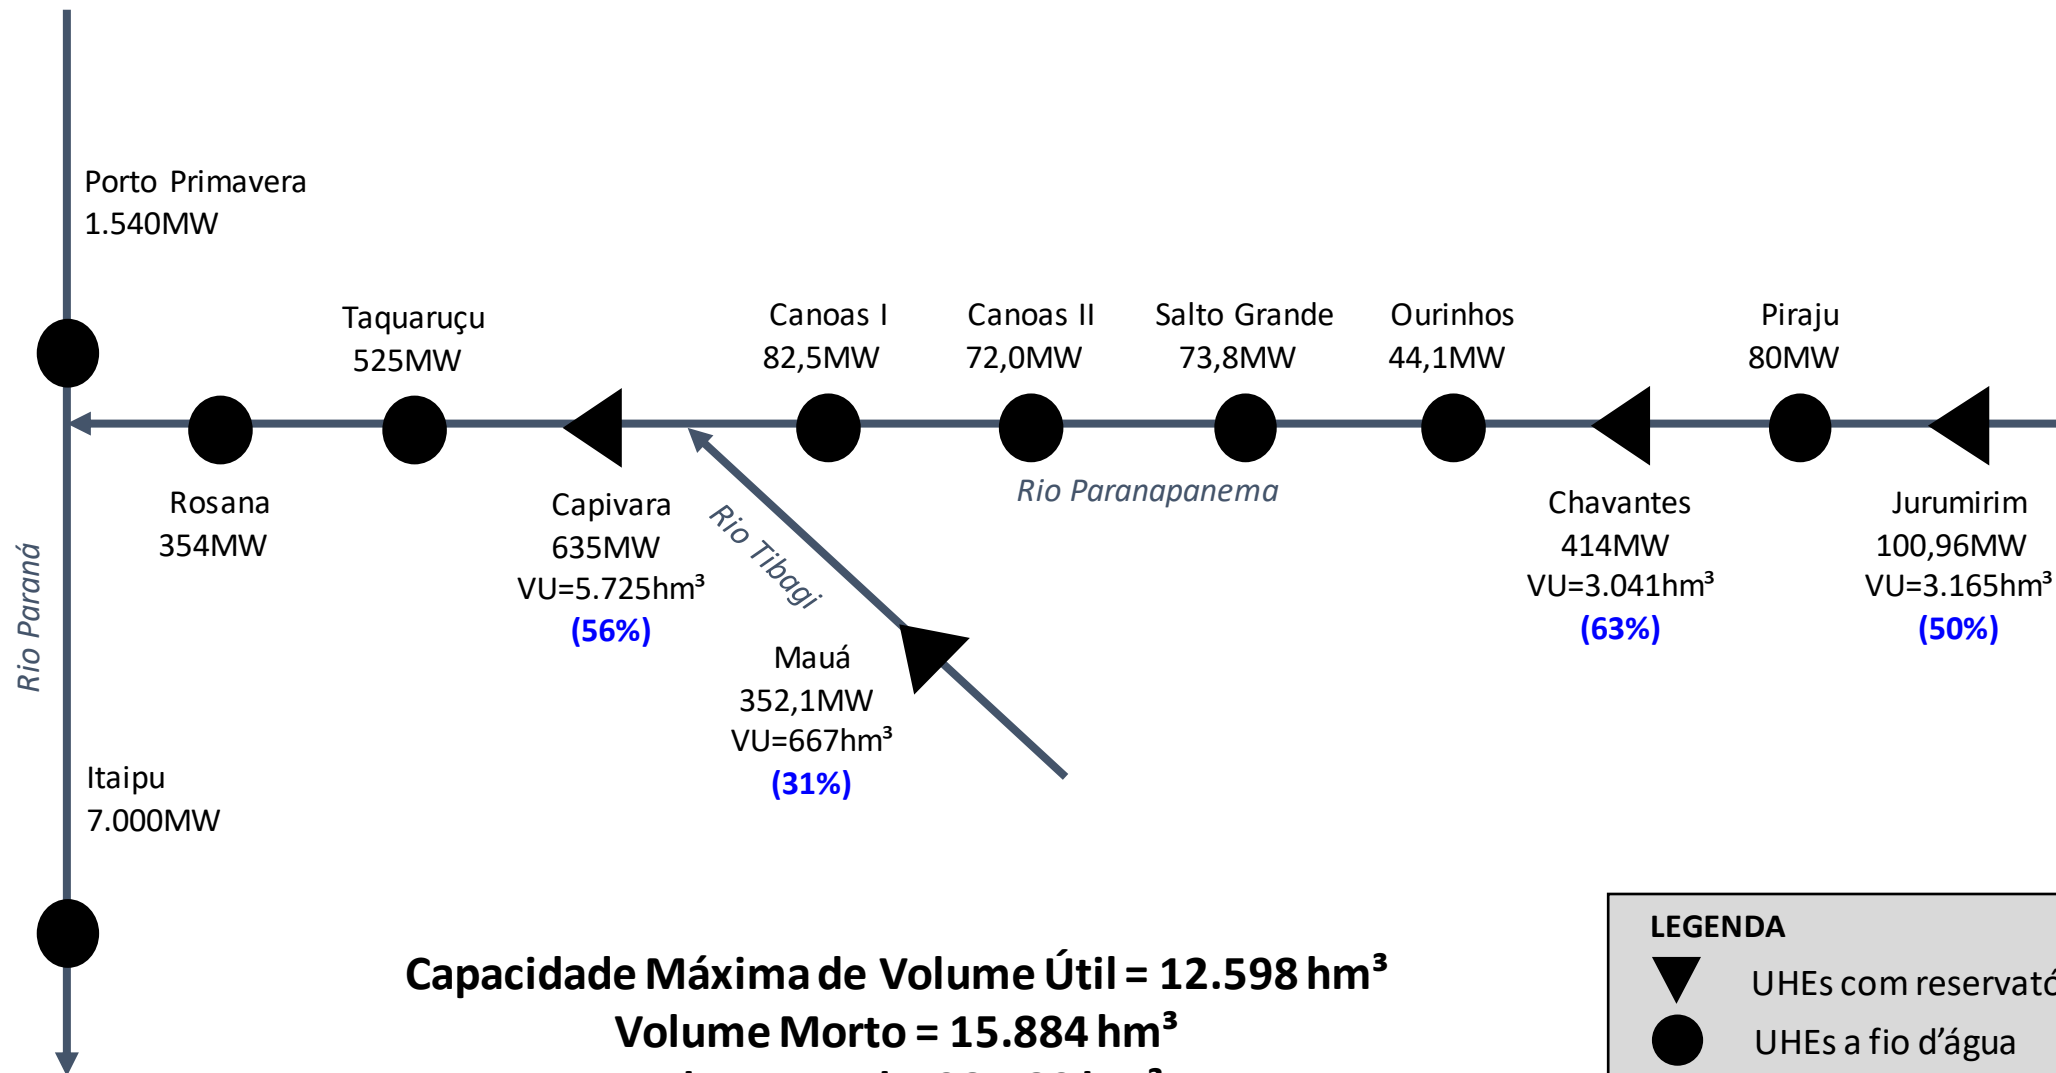 Porto Primavera
1.540MW
Taquaruçu
525MW
Canoas I
82,5MW
Canoas II
72,0MW
Salto Grande
73,8MW
Ourinhos
44,1MW
Piraju
80MW
Rosana
354MW
Capivara
635MW
VU=5.725hm³
(56%)
Rio Tibagi
Rio Paranapanema
Chavantes
414MW
VU=3.041hm³
(63%)
Jurumirim
100,96MW
VU=3.165hm³
(50%)
Rio Paraná
Mauá
352,1MW
VU=667hm³
(31%)
Itaipu
7.000MW
Capacidade Máxima de Volume Útil = 12.598 hm³
Volume Morto = 15.884 hm³
LEGENDA
UHEs com reservató
UHEs a fio d’água